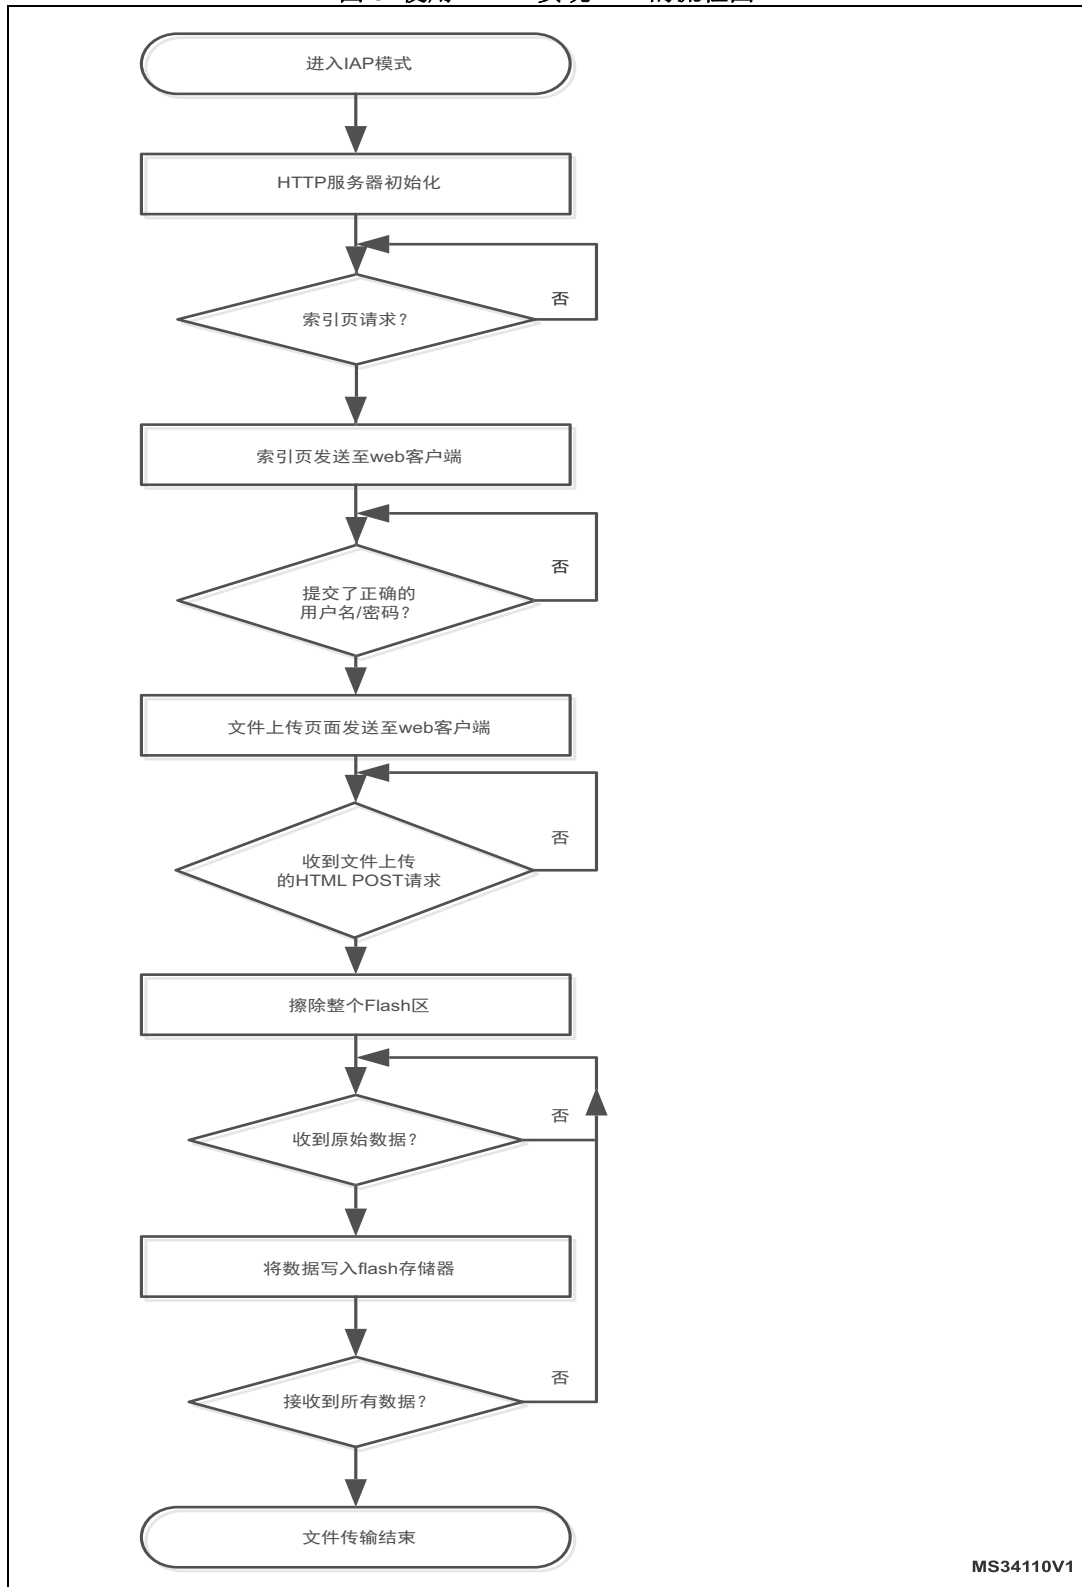 进入IAP模式
HTTP服务器初始化
否
索引页请求?
索引页发送至web客户端
否
提交了正确的
用户名/密码?
文件上传页面发送至web客户端
否
收到文件上传
的HTML POST请求
擦除整个Flash区
否
收到原始数据?
将数据写入flash存储器
否
接收到所有数据?
文件传输结束
MS34110V1